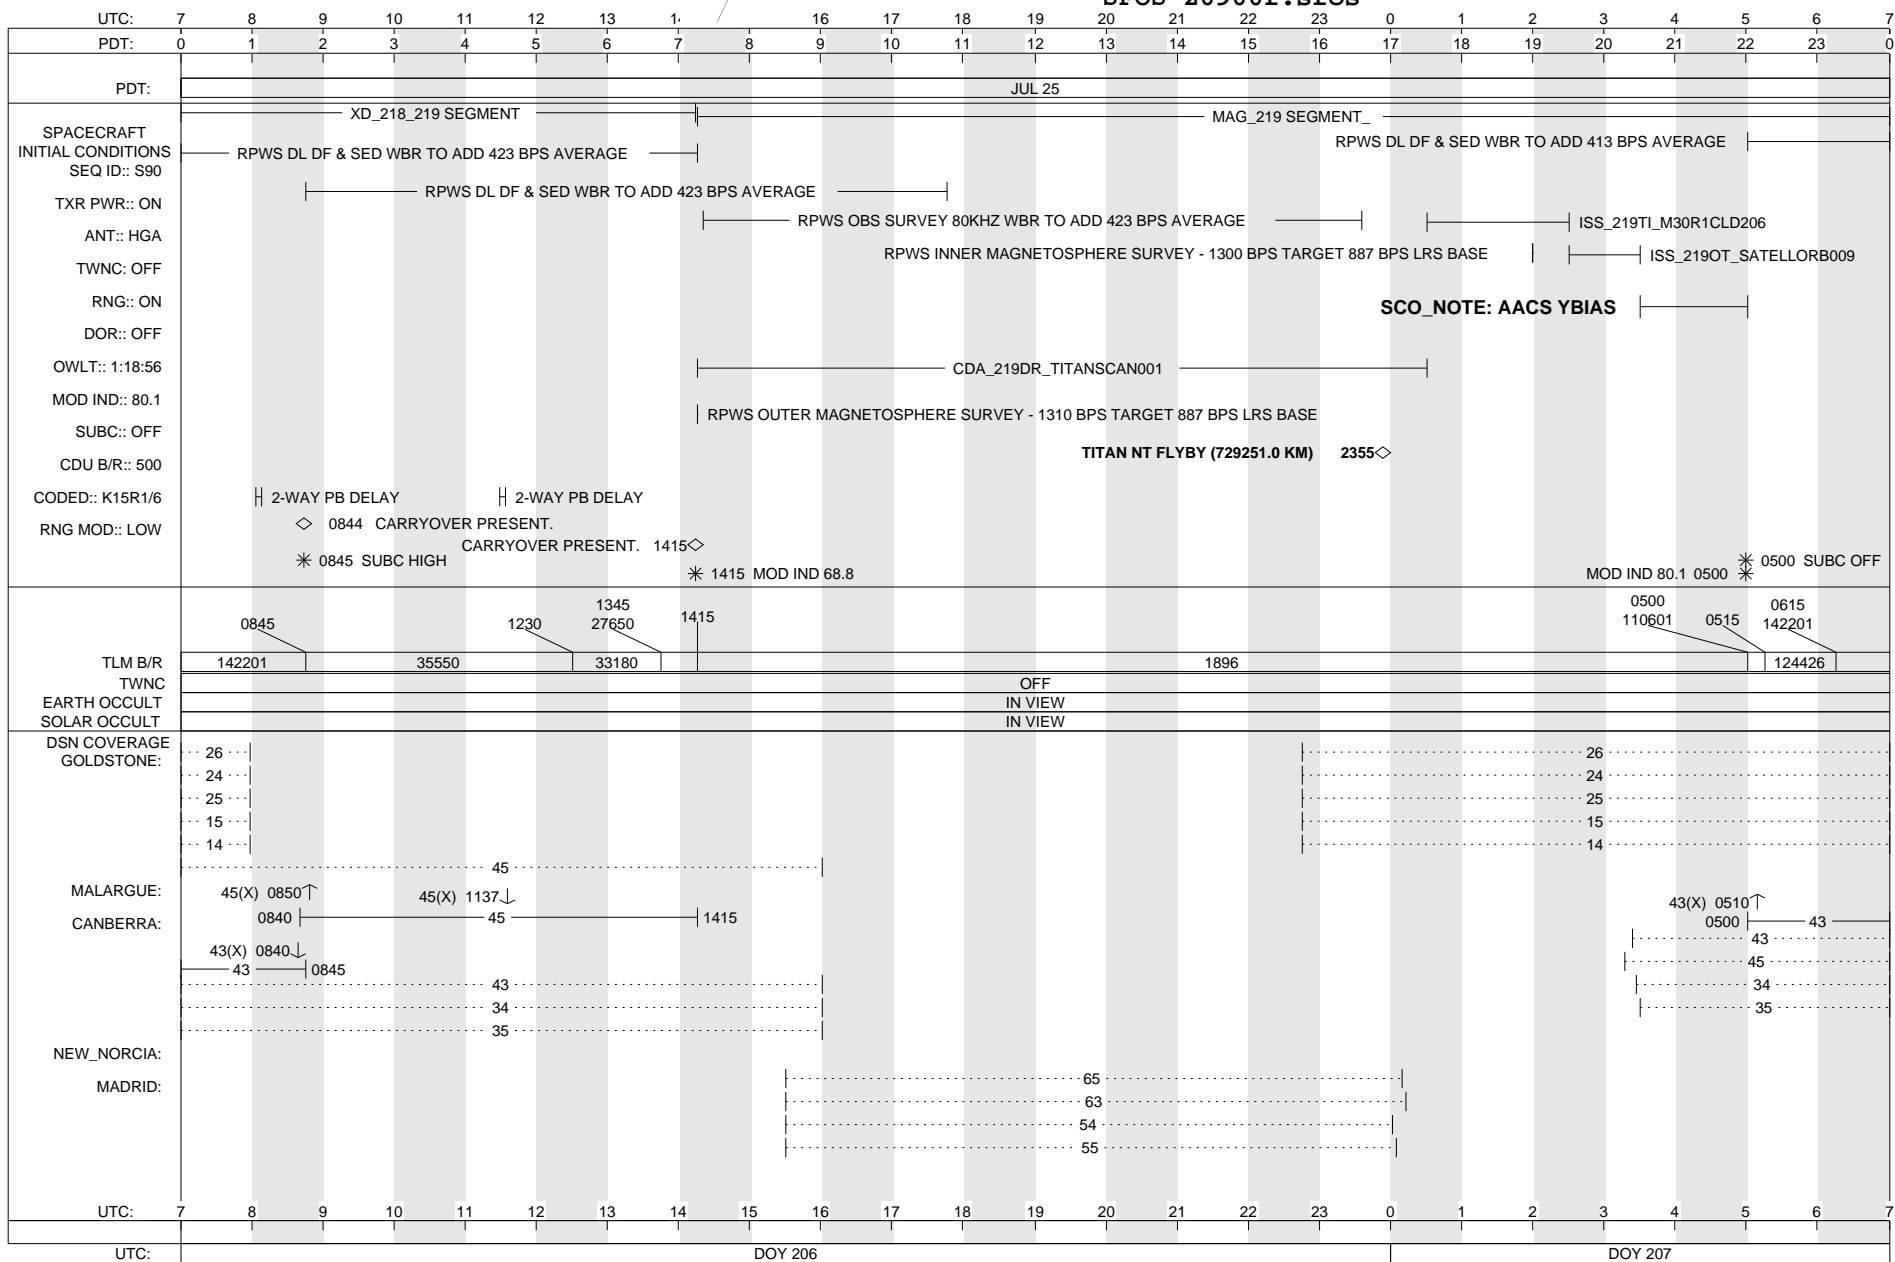 SFOS 20900F.sfos
UTC: 7 8 9 10 11 12 13 14 16 17 18 19 20 21 22 23 0 1 2 3 4 5 6 7
PDT: 0 1 2 3 4 5 6 7 8 9 10 11 12 13 14 15 16 17 18 19 20 21 22 23 0
PDT: JUL 25
XD_218_219 SEGMENT
MAG_219 SEGMENT_
SPACECRAFT
INITIAL CONDITIONS
RPWS DL DF & SED WBR TO ADD 413 BPS AVERAGE
RPWS DL DF & SED WBR TO ADD 423 BPS AVERAGE
SEQ ID:: S90
RPWS DL DF & SED WBR TO ADD 423 BPS AVERAGE
TXR PWR:: ON
RPWS OBS SURVEY 80KHZ WBR TO ADD 423 BPS AVERAGE
ISS_219TI_M30R1CLD206
ANT:: HGA
RPWS INNER MAGNETOSPHERE SURVEY - 1300 BPS TARGET 887 BPS LRS BASE
ISS_219OT_SATELLORB009
TWNC: OFF
RNG:: ON
SCO_NOTE: AACS YBIAS
DOR:: OFF
OWLT:: 1:18:56
CDA_219DR_TITANSCAN001
MOD IND:: 80.1
RPWS OUTER MAGNETOSPHERE SURVEY - 1310 BPS TARGET 887 BPS LRS BASE
SUBC:: OFF
TITAN NT FLYBY (729251.0 KM) 2355
CDU B/R:: 500
CODED:: K15R1/6
2-WAY PB DELAY
2-WAY PB DELAY
RNG MOD:: LOW
0844 CARRYOVER PRESENT.
CARRYOVER PRESENT. 1415
0845 SUBC HIGH
0500 SUBC OFF
1415 MOD IND 68.8
MOD IND 80.1 0500
0845
1230
1345
27650
1415
0500
110601
0515
0615
142201
TLM B/R 142201 35550 33180 1896 124426
TWNC OFF
EARTH OCCULT IN VIEW
SOLAR OCCULT IN VIEW
DSN COVERAGE
GOLDSTONE:
26 26
24 24
25 25
15 15
14 14
45
MALARGUE:
45(X) 0850
45(X) 1137
43(X) 0510
CANBERRA:
0840 45 1415
0500 43
43
43(X) 0840
45
43 0845
43 34
34 35
35
NEW_NORCIA:
MADRID:
65
63
54
55
UTC: 7 8 9 10 11 12 13 14 15 16 17 18 19 20 21 22 23 0 1 2 3 4 5 6 7
UTC: DOY 206 DOY 207